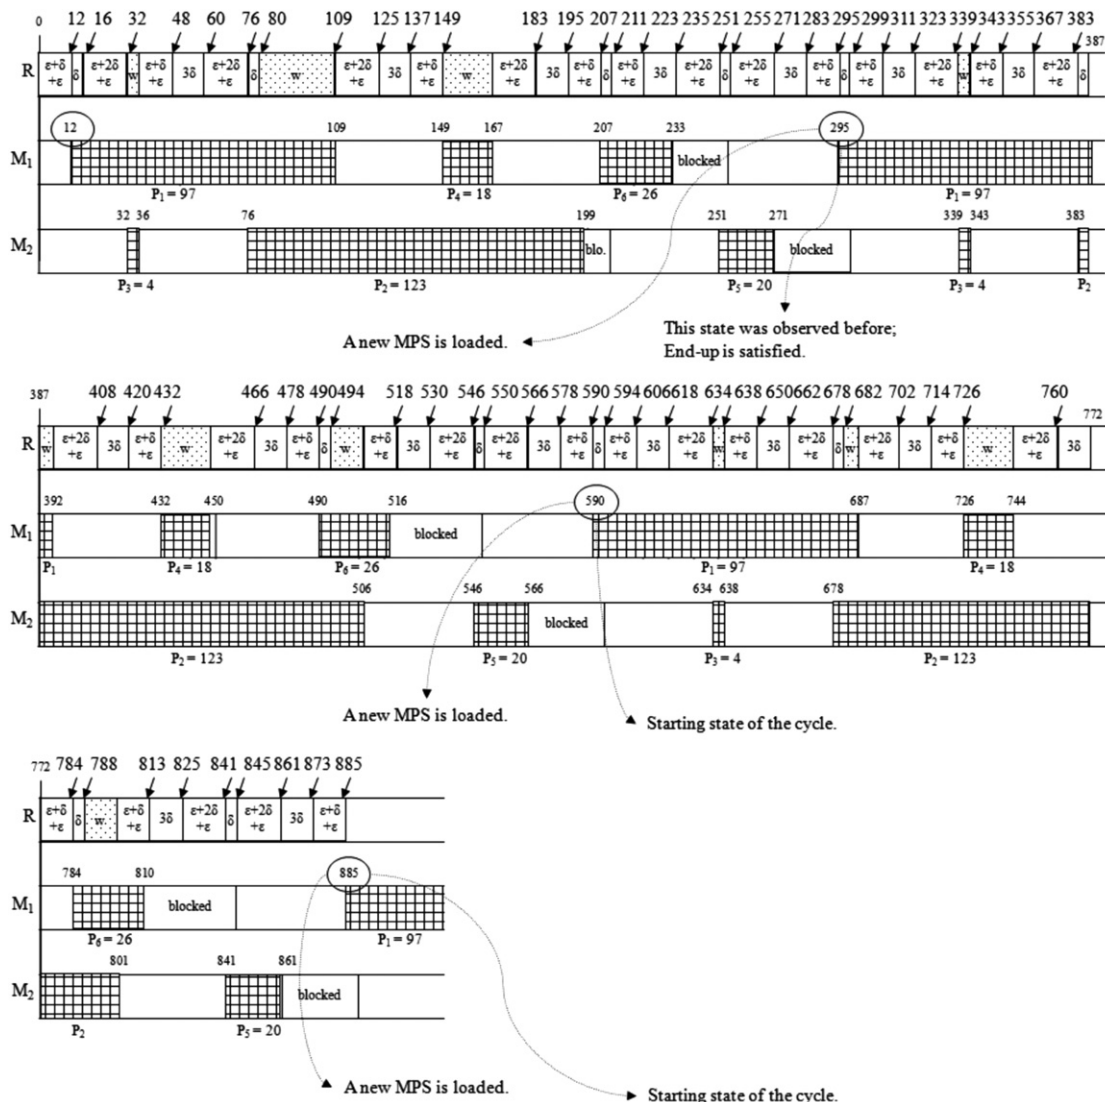 0 12 16 32 48 60 76 80 109 125 137 149 183 195 207 211 223 235 251 255 271 283 295 299 311 323 339 343 355 367 383
387
R ε+δ+ε δ ε+2δ+ε w ε+δ+ε 3δ ε+2δ+ε δ w ε+2δ+ε 3δ ε+δ+ε w ε+2δ+ε 3δ ε+δ+ε δ ε+δ+ε 3δ ε+2δ+ε δ ε+2δ+ε 3δ ε+δ+ε δ ε+δ+ε 3δ ε+2δ+ε w ε+δ+ε 3δ ε+2δ+ε δ
12 109 149 167 207 233 295
M1 blocked
P1 = 97 P4 = 18 P6 = 26 P1 = 97
32 36 76 199 251 271 339 343 383
M2 blo. blocked
P3 = 4 P2 = 123 P5 = 20 P3 = 4 P2
A new MPS is loaded.
This state was observed before;
End-up is satisfied.
387 408 420 432 466 478 490 494 518 530 546 550 566 578 590 594 606 618 634 638 650 662 678 682 702 714 726 760 772
R w ε+2δ+ε 3δ ε+δ+ε w ε+2δ+ε 3δ ε+δ+ε δ w ε+δ+ε 3δ ε+2δ+ε δ ε+2δ+ε 3δ ε+δ+ε δ ε+δ+ε 3δ ε+2δ+ε w ε+δ+ε 3δ ε+2δ+ε δ w ε+2δ+ε 3δ ε+δ+ε w ε+2δ+ε 3δ
392 432 450 490 516 590 687 726 744
M1 blocked
P1 P4 = 18 P6 = 26 P1 = 97 P4 = 18
506 546 566 634 638 678
M2 blocked
P2 = 123 P5 = 20 P3 = 4 P2 = 123
A new MPS is loaded.
Starting state of the cycle.
772 784 788 813 825 841 845 861 873 885
R ε+δ+ε δ w ε+δ+ε 3δ ε+2δ+ε δ ε+2δ+ε 3δ ε+δ+ε
784 810 885
M1 blocked
P6 = 26 P1 = 97
801 841 861
M2 blocked
P2 P5 = 20
A new MPS is loaded.
Starting state of the cycle.